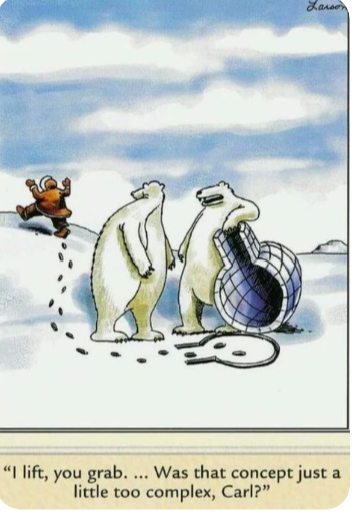 Larson
“I lift, you grab. ... Was that concept just a
little too complex, Carl?”